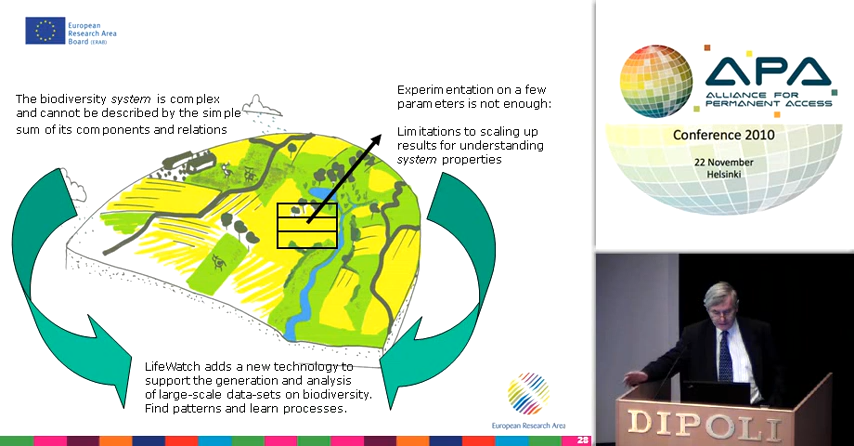 European
Research Area
Board (ERAB)
The biodiversity system is complex
and cannot be described by the simple
sum of its components and relations
Experimentation on a few
parameters is not enough:
Limitations to scaling up
results for understanding
system properties
LifeWatch adds a new technology to
support the generation and analysis
of large-scale data-sets on biodiversity.
Find patterns and learn processes.
European Research Area
28
APA
ALLIANCE FOR
PERMANENT ACCESS
Conference 2010
22 November
Helsinki
DIPOLI